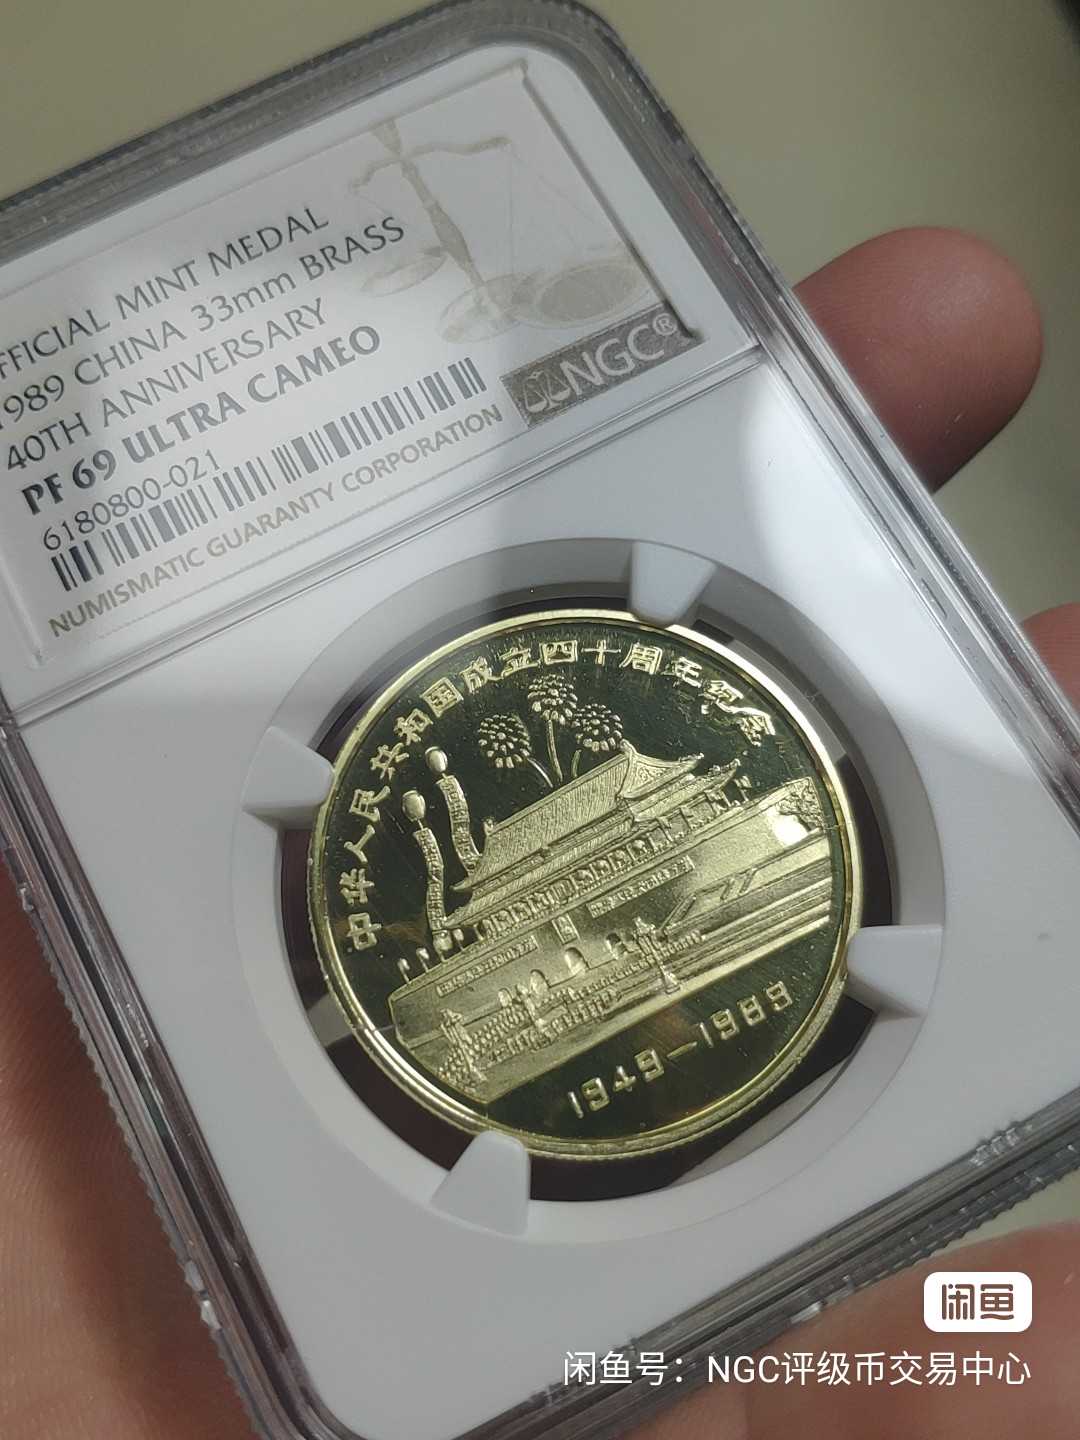 FFICIAL MINT MEDAL
1989 CHINA 33mm BRASS
40TH ANNIVERSARY
PF 69 ULTRA CAMEO
6180800-021
NUMISMATIC GUARANTY CORPORATION
NGC®
中华人民共和国成立四十周年纪念
1949—1989
闲鱼
闲鱼号：NGC评级币交易中心